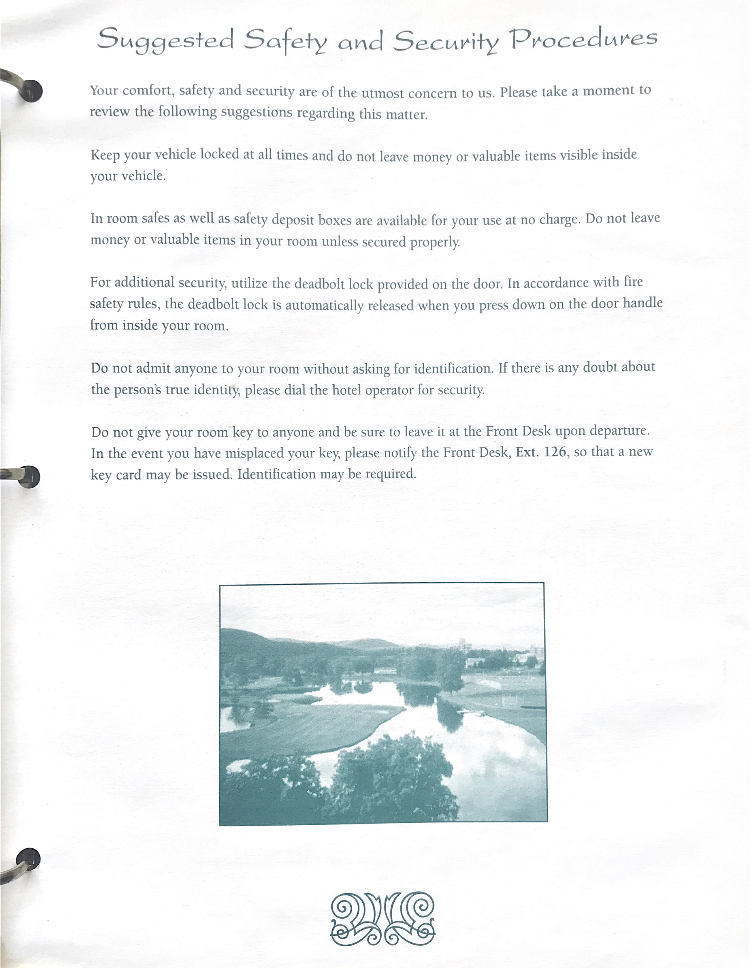 Suggested Safety and Security Procedures
Your comfort, safety and security are of the utmost concern to us. Please take a moment to
review the following suggestions regarding this matter.
Keep your vehicle locked at all times and do not leave money or valuable items visible inside
your vehicle.
In room safes as well as safety deposit boxes are available for your use at no charge. Do not leave
money or valuable items in your room unless secured properly.
For additional security, utilize the deadbolt lock provided on the door. In accordance with fire
safety rules, the deadbolt lock is automatically released when you press down on the door handle
from inside your room.
Do not admit anyone to your room without asking for identification. If there is any doubt about
the person's true identity, please dial the hotel operator for security.
Do not give your room key to anyone and be sure to leave it at the Front Desk upon departure.
In the event you have misplaced your key, please notify the Front Desk, Ext. 126, so that a new
key card may be issued. Identification may be required.